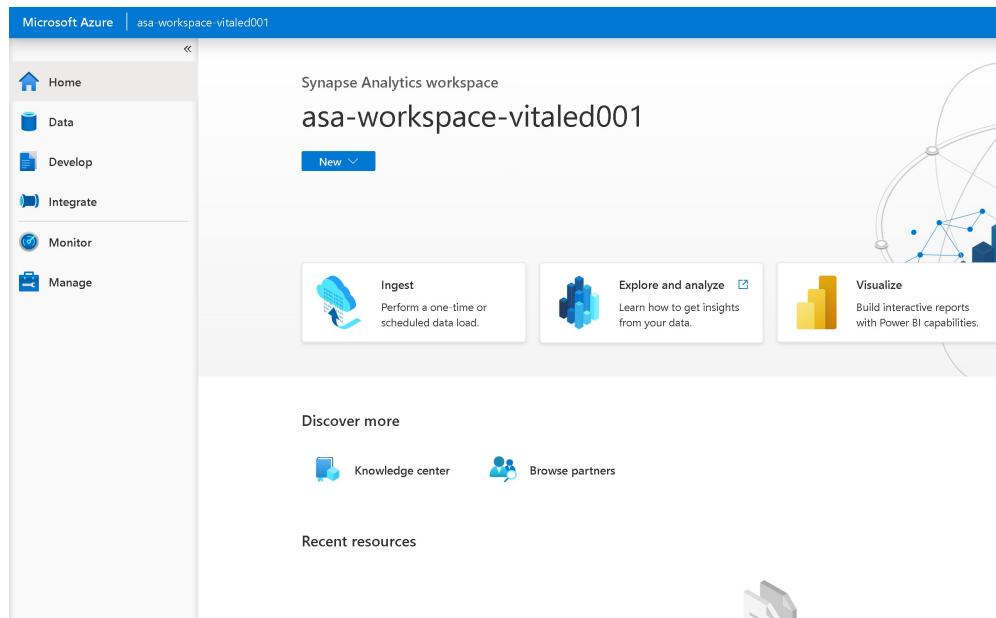 Microsoft Azure
asa-workspace-vitaled001
«
Home
Data
Develop
Integrate
Monitor
Manage
Synapse Analytics workspace
asa-workspace-vitaled001
New
Ingest
Perform a one-time or
scheduled data load.
Explore and analyze
Learn how to get insights
from your data.
Visualize
Build interactive reports
with Power BI capabilities.
Discover more
Knowledge center
Browse partners
Recent resources